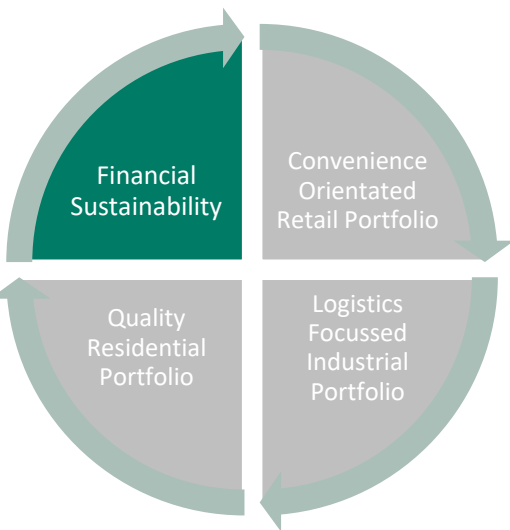 Financial
Sustainability
Convenience
Orientated
Retail Portfolio
Quality
Residential
Portfolio
Logistics
Focussed
Industrial
Portfolio